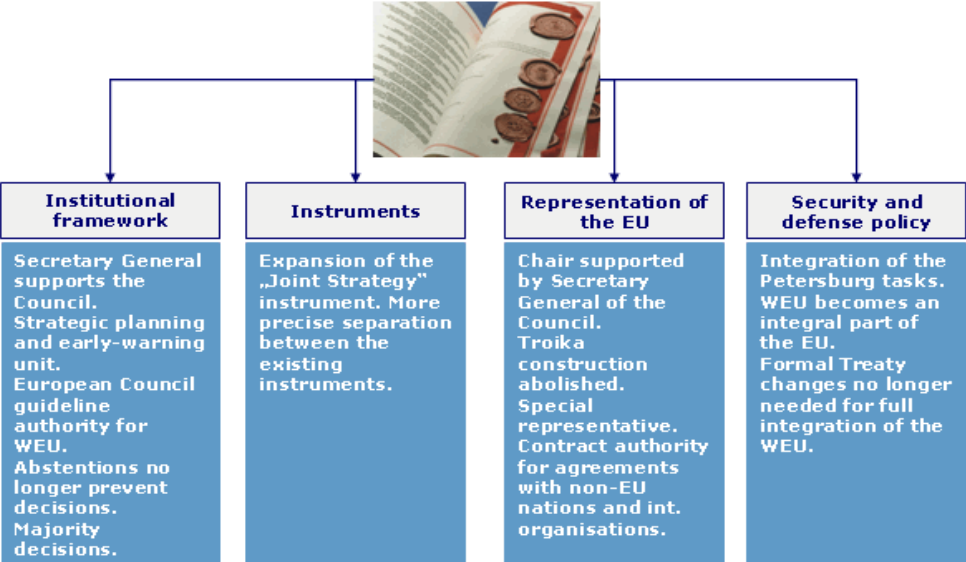 Institutional
framework
Secretary General
supports the
Council.
Strategic planning
and early-warning
unit.
European Council
guideline
authority for
WEU.
Abstentions no
longer prevent
decisions.
Majority
decisions.
Instruments
Expansion of the
„Joint Strategy“
instrument. More
precise separation
between the
existing
instruments.
Representation of
the EU
Chair supported
by Secretary
General of the
Council.
Troika
construction
abolished.
Special
representative.
Contract authority
for agreements
with non-EU
nations and int.
organisations.
Security and
defense policy
Integration of the
Petersburg tasks.
WEU becomes an
integral part of
the EU.
Formal Treaty
changes no longer
needed for full
integration of the
WEU.